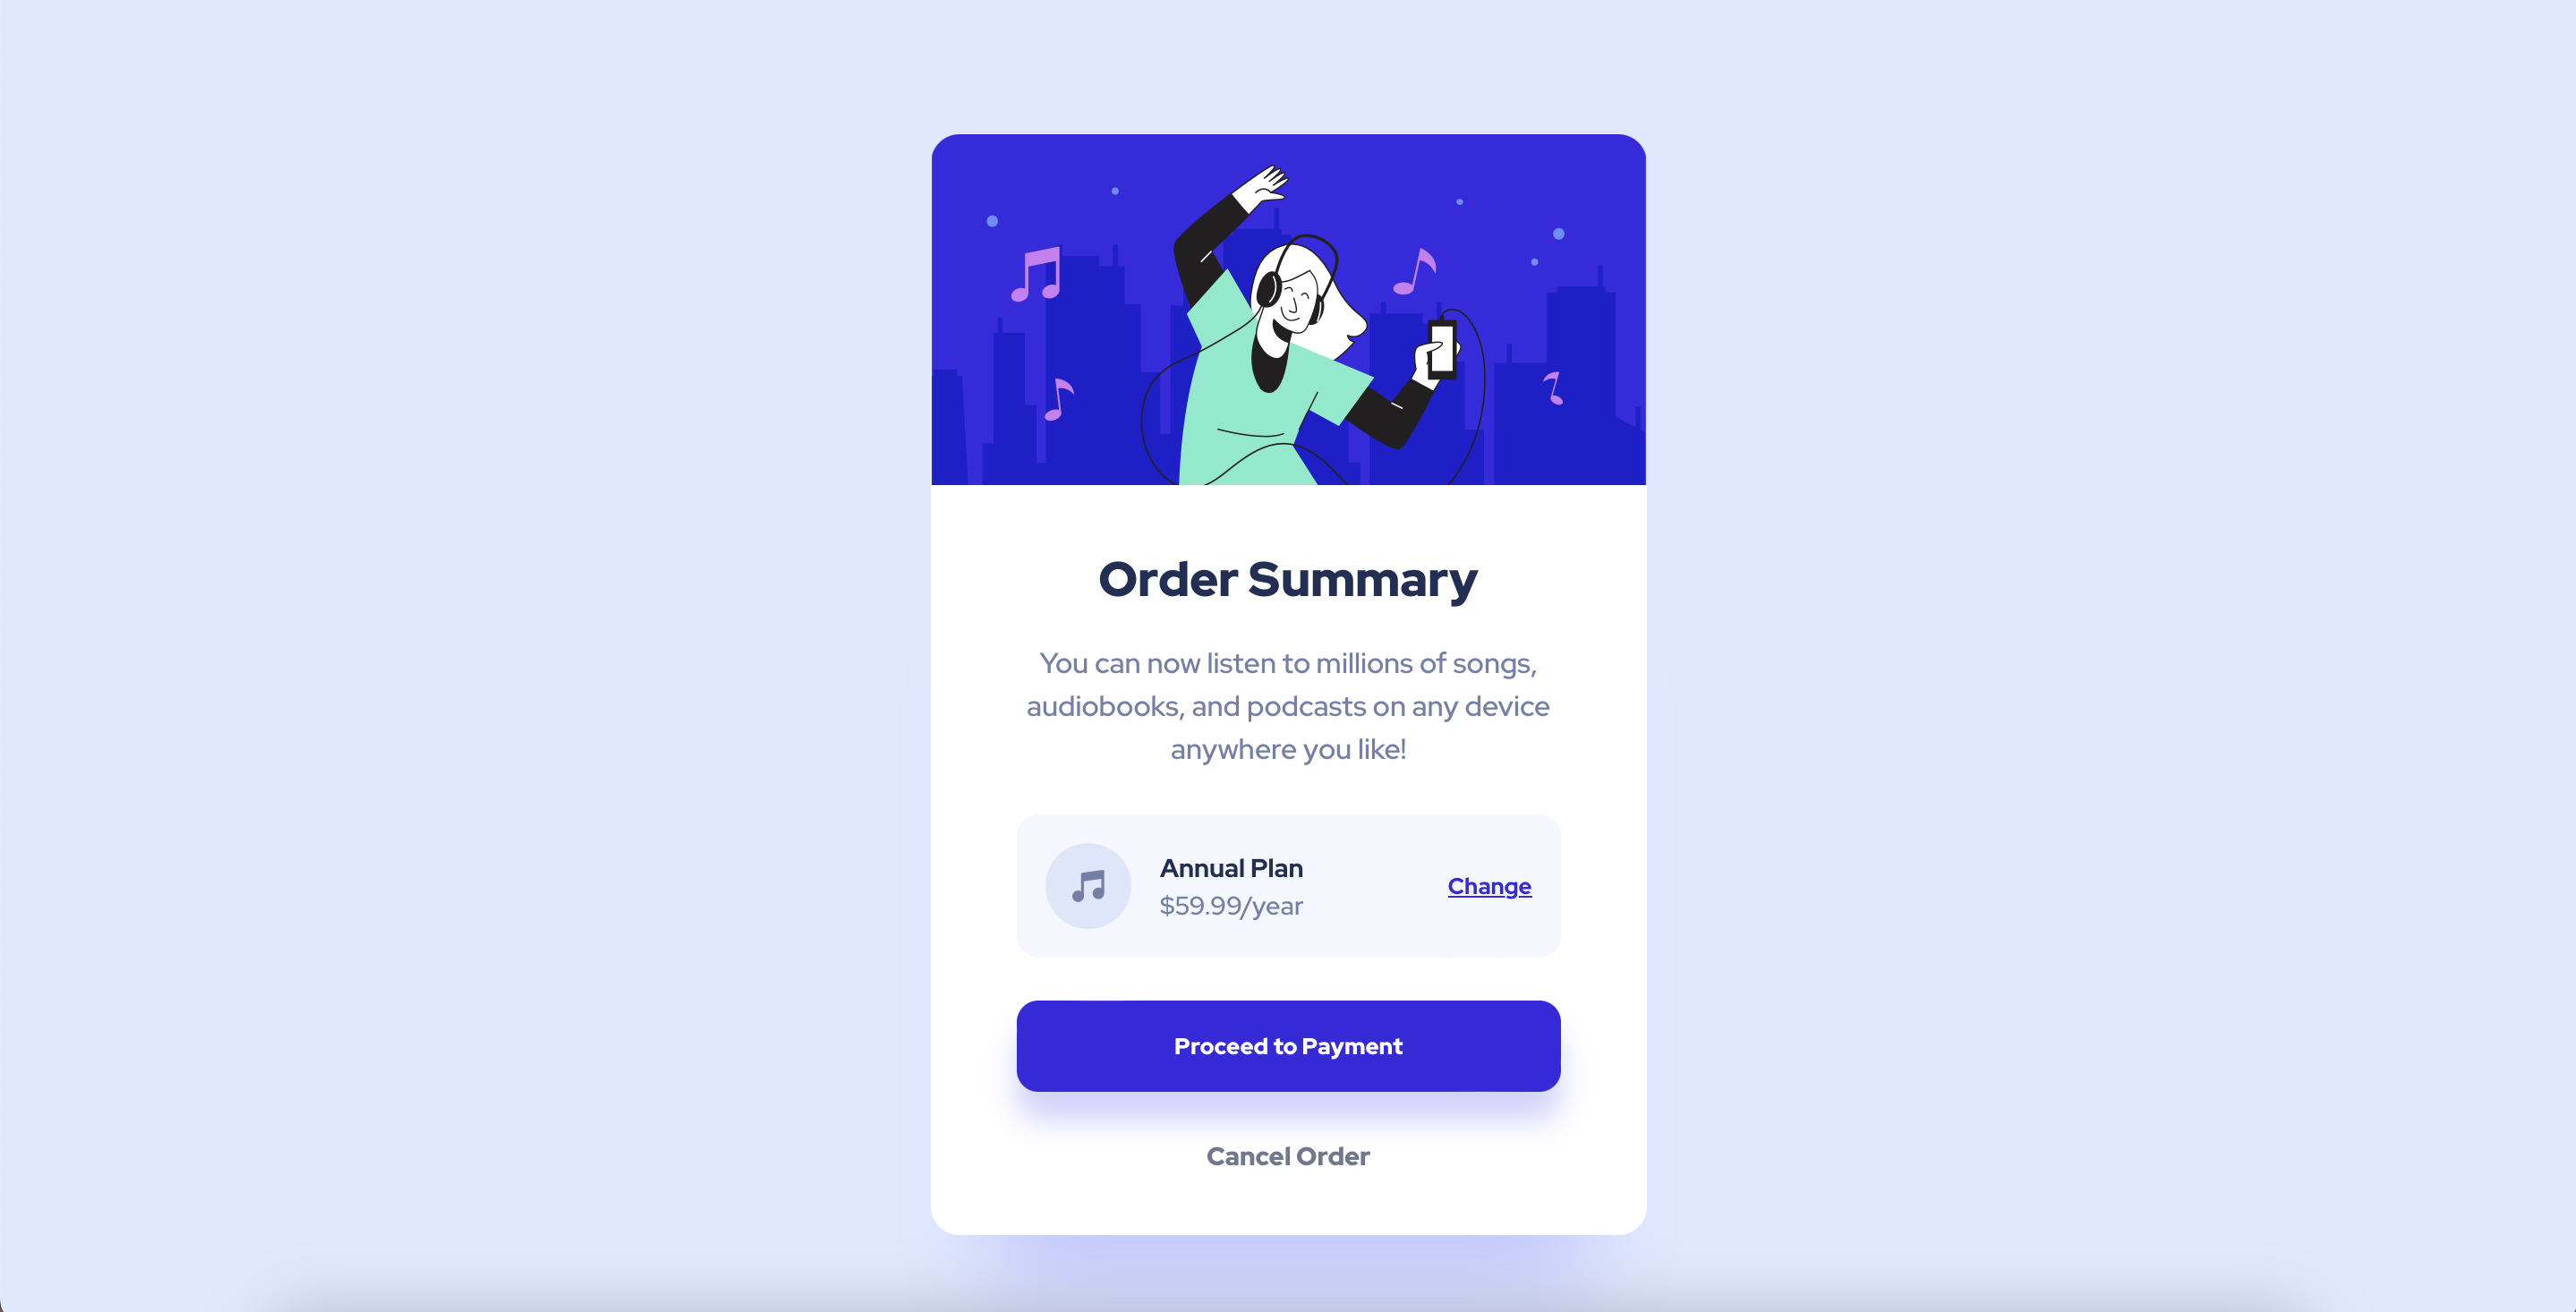 Order Summary
You can now listen to millions of songs,
audiobooks, and podcasts on any device
anywhere you like!
Annual Plan
$59.99/year
Change
Proceed to Payment
Cancel Order